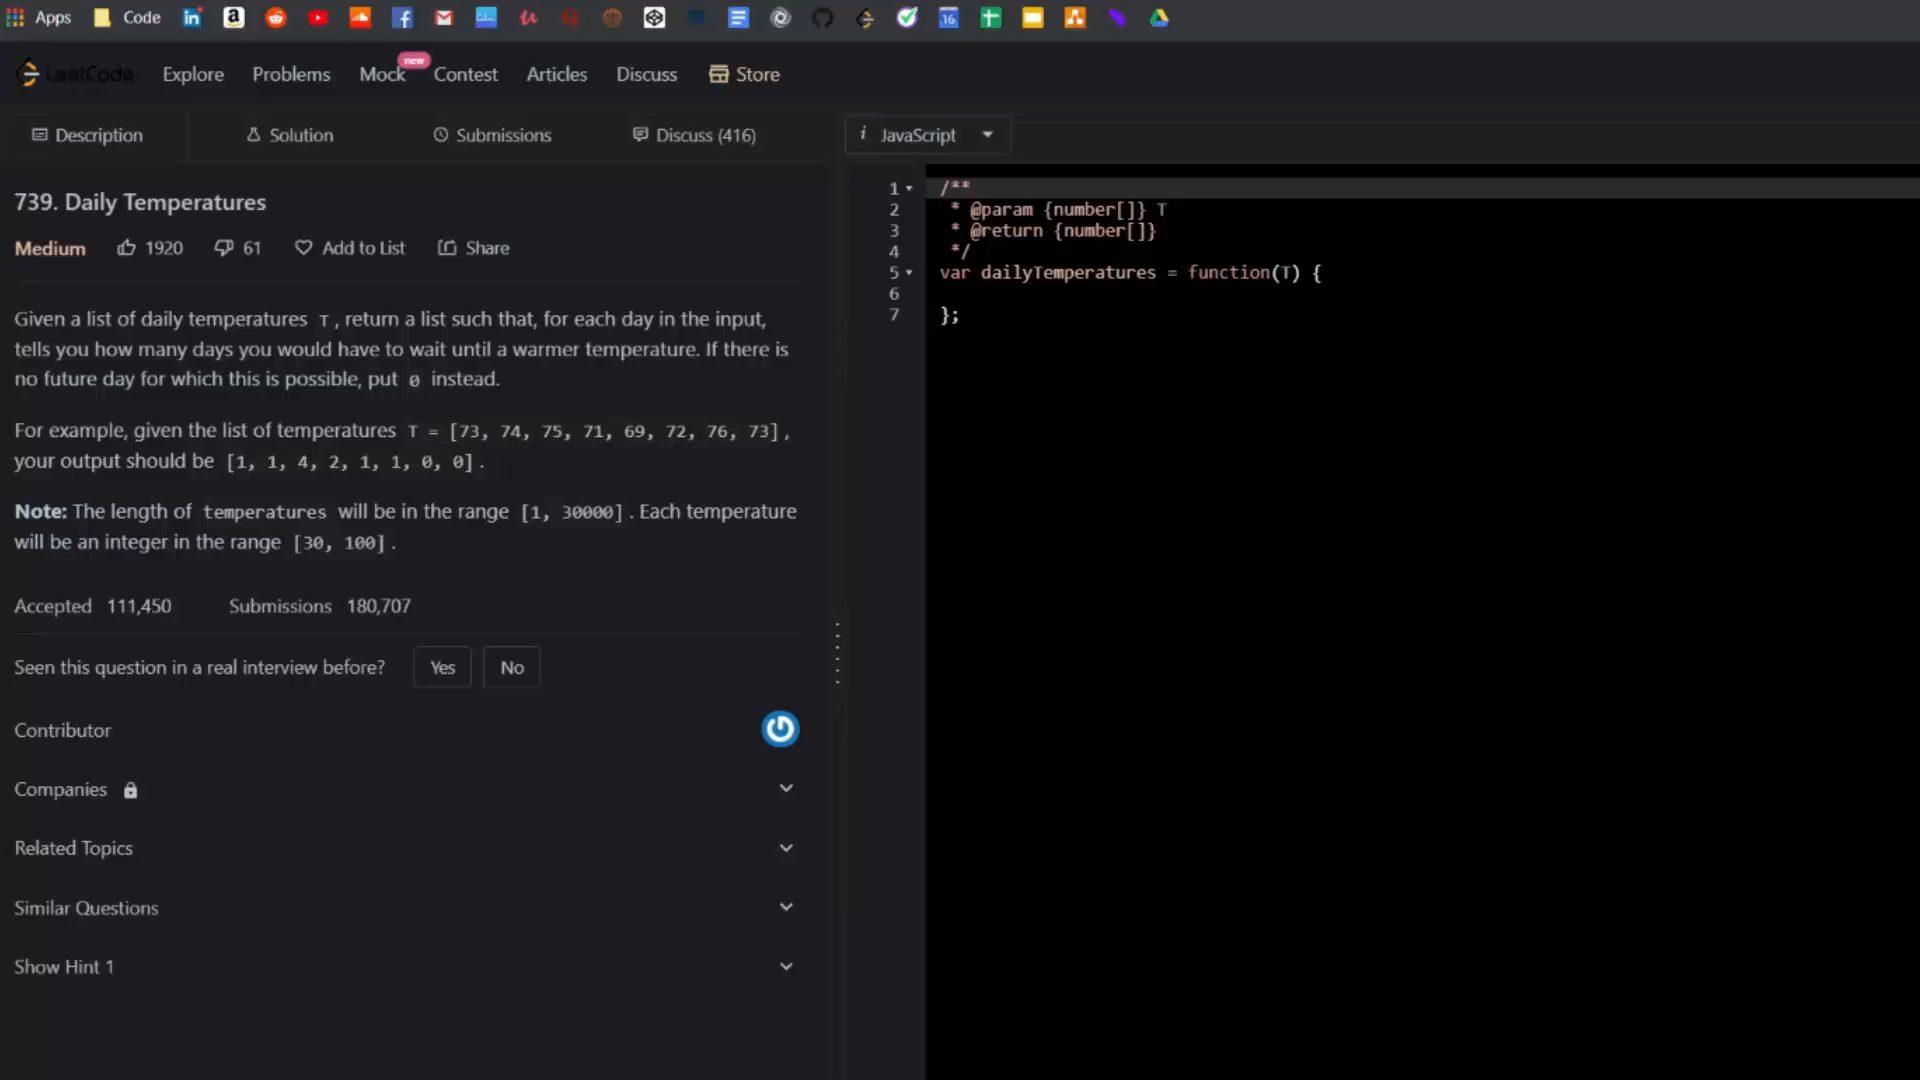 Apps Code
LeetCode Explore Problems Mock new Contest Articles Discuss Store
Description Solution Submissions Discuss (416) i JavaScript
739. Daily Temperatures
Medium 1920 61 Add to List Share
Given a list of daily temperatures T, return a list such that, for each day in the input,
tells you how many days you would have to wait until a warmer temperature. If there is
no future day for which this is possible, put 0 instead.
For example, given the list of temperatures T = [73, 74, 75, 71, 69, 72, 76, 73],
your output should be [1, 1, 4, 2, 1, 1, 0, 0].
Note: The length of temperatures will be in the range [1, 30000]. Each temperature
will be an integer in the range [30, 100].
Accepted 111,450 Submissions 180,707
Seen this question in a real interview before? Yes No
Contributor
Companies
Related Topics
Similar Questions
Show Hint 1
1 /**
2 * @param {number[]} T
3 * @return {number[]}
4 */
5 var dailyTemperatures = function(T) {
6
7 };